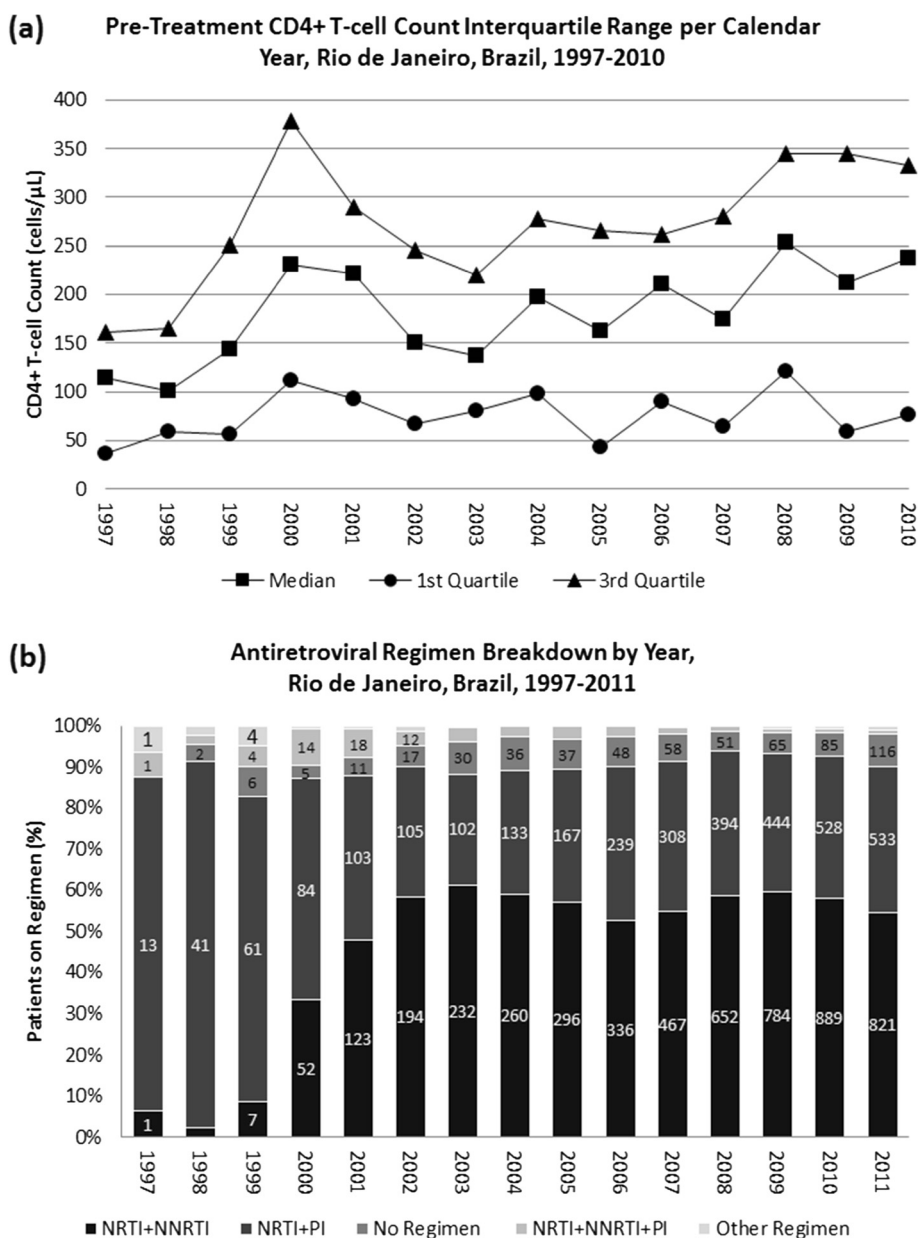 (a) Pre-Treatment CD4+ T-cell Count Interquartile Range per Calendar
Year, Rio de Janeiro, Brazil, 1997-2010
CD4+ T-cell Count (cells/µL)
400
350
300
250
200
150
100
50
0
1997 1998 1999 2000 2001 2002 2003 2004 2005 2006 2007 2008 2009 2010
Median 1st Quartile 3rd Quartile
(b) Antiretroviral Regimen Breakdown by Year,
Rio de Janeiro, Brazil, 1997-2011
Patients on Regimen (%)
100%
90%
80%
70%
60%
50%
40%
30%
20%
10%
0%
1 4
1 2 4 14 18 12
6 5 11 17 30 36 37 48 58 51 65 85 116
13 41 61 84 103 105 102 133 167 239 308 394 444 528 533
1 7 52 123 194 232 260 296 336 467 652 784 889 821
1997 1998 1999 2000 2001 2002 2003 2004 2005 2006 2007 2008 2009 2010 2011
NRTI+NNRTI NRTI+PI No Regimen NRTI+NNRTI+PI Other Regimen